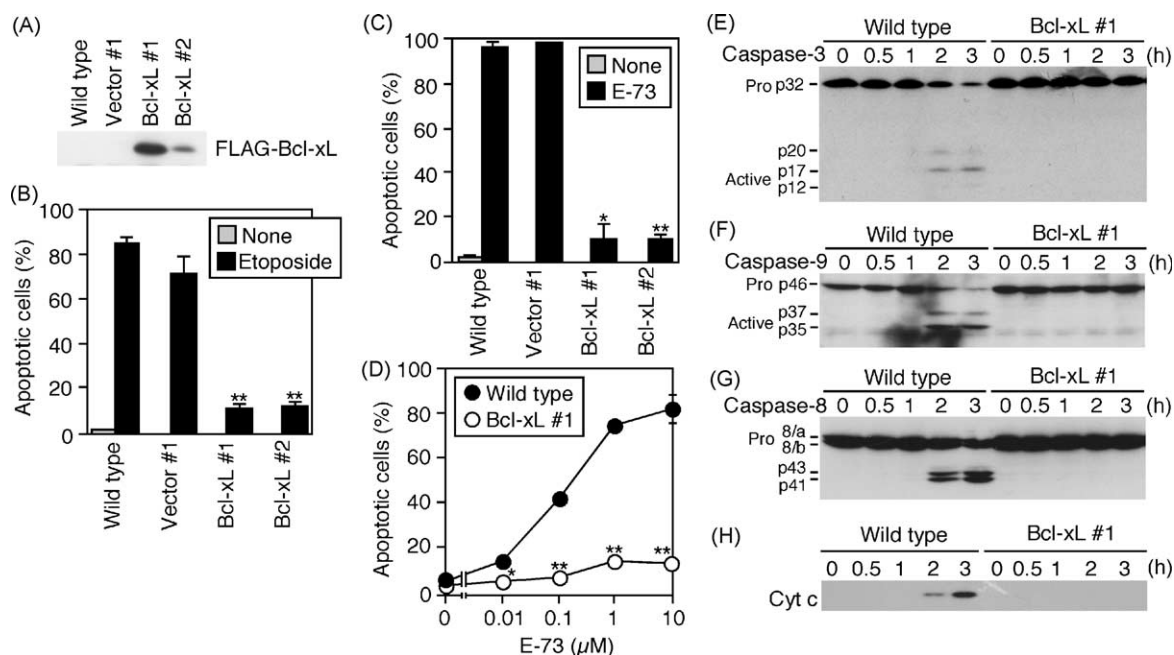 (A)
Wild type
Vector #1
Bcl-xL #1
Bcl-xL #2
FLAG-Bcl-xL
(B)
Apoptotic cells (%)
100
80
60
40
20
0
None
Etoposide
**
**
Wild type
Vector #1
Bcl-xL #1
Bcl-xL #2
(C)
Apoptotic cells (%)
100
80
60
40
20
0
None
E-73
*
**
Wild type
Vector #1
Bcl-xL #1
Bcl-xL #2
(D)
Apoptotic cells (%)
100
80
60
40
20
0
Wild type
Bcl-xL #1
*
**
**
**
0 0.01 0.1 1 10
E-73 (µM)
(E)
Wild type Bcl-xL #1
Caspase-3 0 0.5 1 2 3 0 0.5 1 2 3 (h)
Pro p32
p20
Active p17
p12
(F)
Wild type Bcl-xL #1
Caspase-9 0 0.5 1 2 3 0 0.5 1 2 3 (h)
Pro p46
p37
Active p35
(G)
Wild type Bcl-xL #1
Caspase-8 0 0.5 1 2 3 0 0.5 1 2 3 (h)
Pro 8/a
8/b
p43
p41
(H)
Wild type Bcl-xL #1
0 0.5 1 2 3 0 0.5 1 2 3 (h)
Cyt c